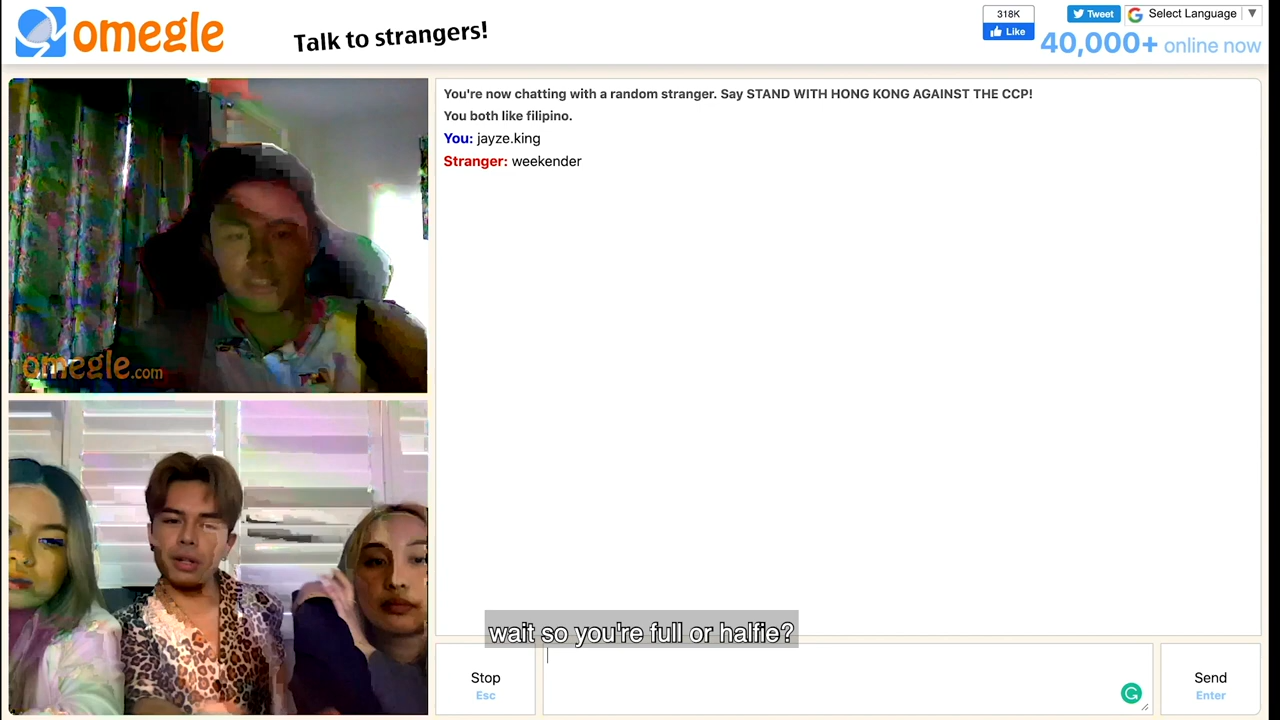 omegle
Talk to strangers!
318K
Like
Tweet
Select Language
40,000+ online now
You're now chatting with a random stranger. Say STAND WITH HONG KONG AGAINST THE CCP!
You both like filipino.
You: jayze.king
Stranger: weekender
omegle.com
wait so you're full or halfie?
Stop
Esc
Send
Enter